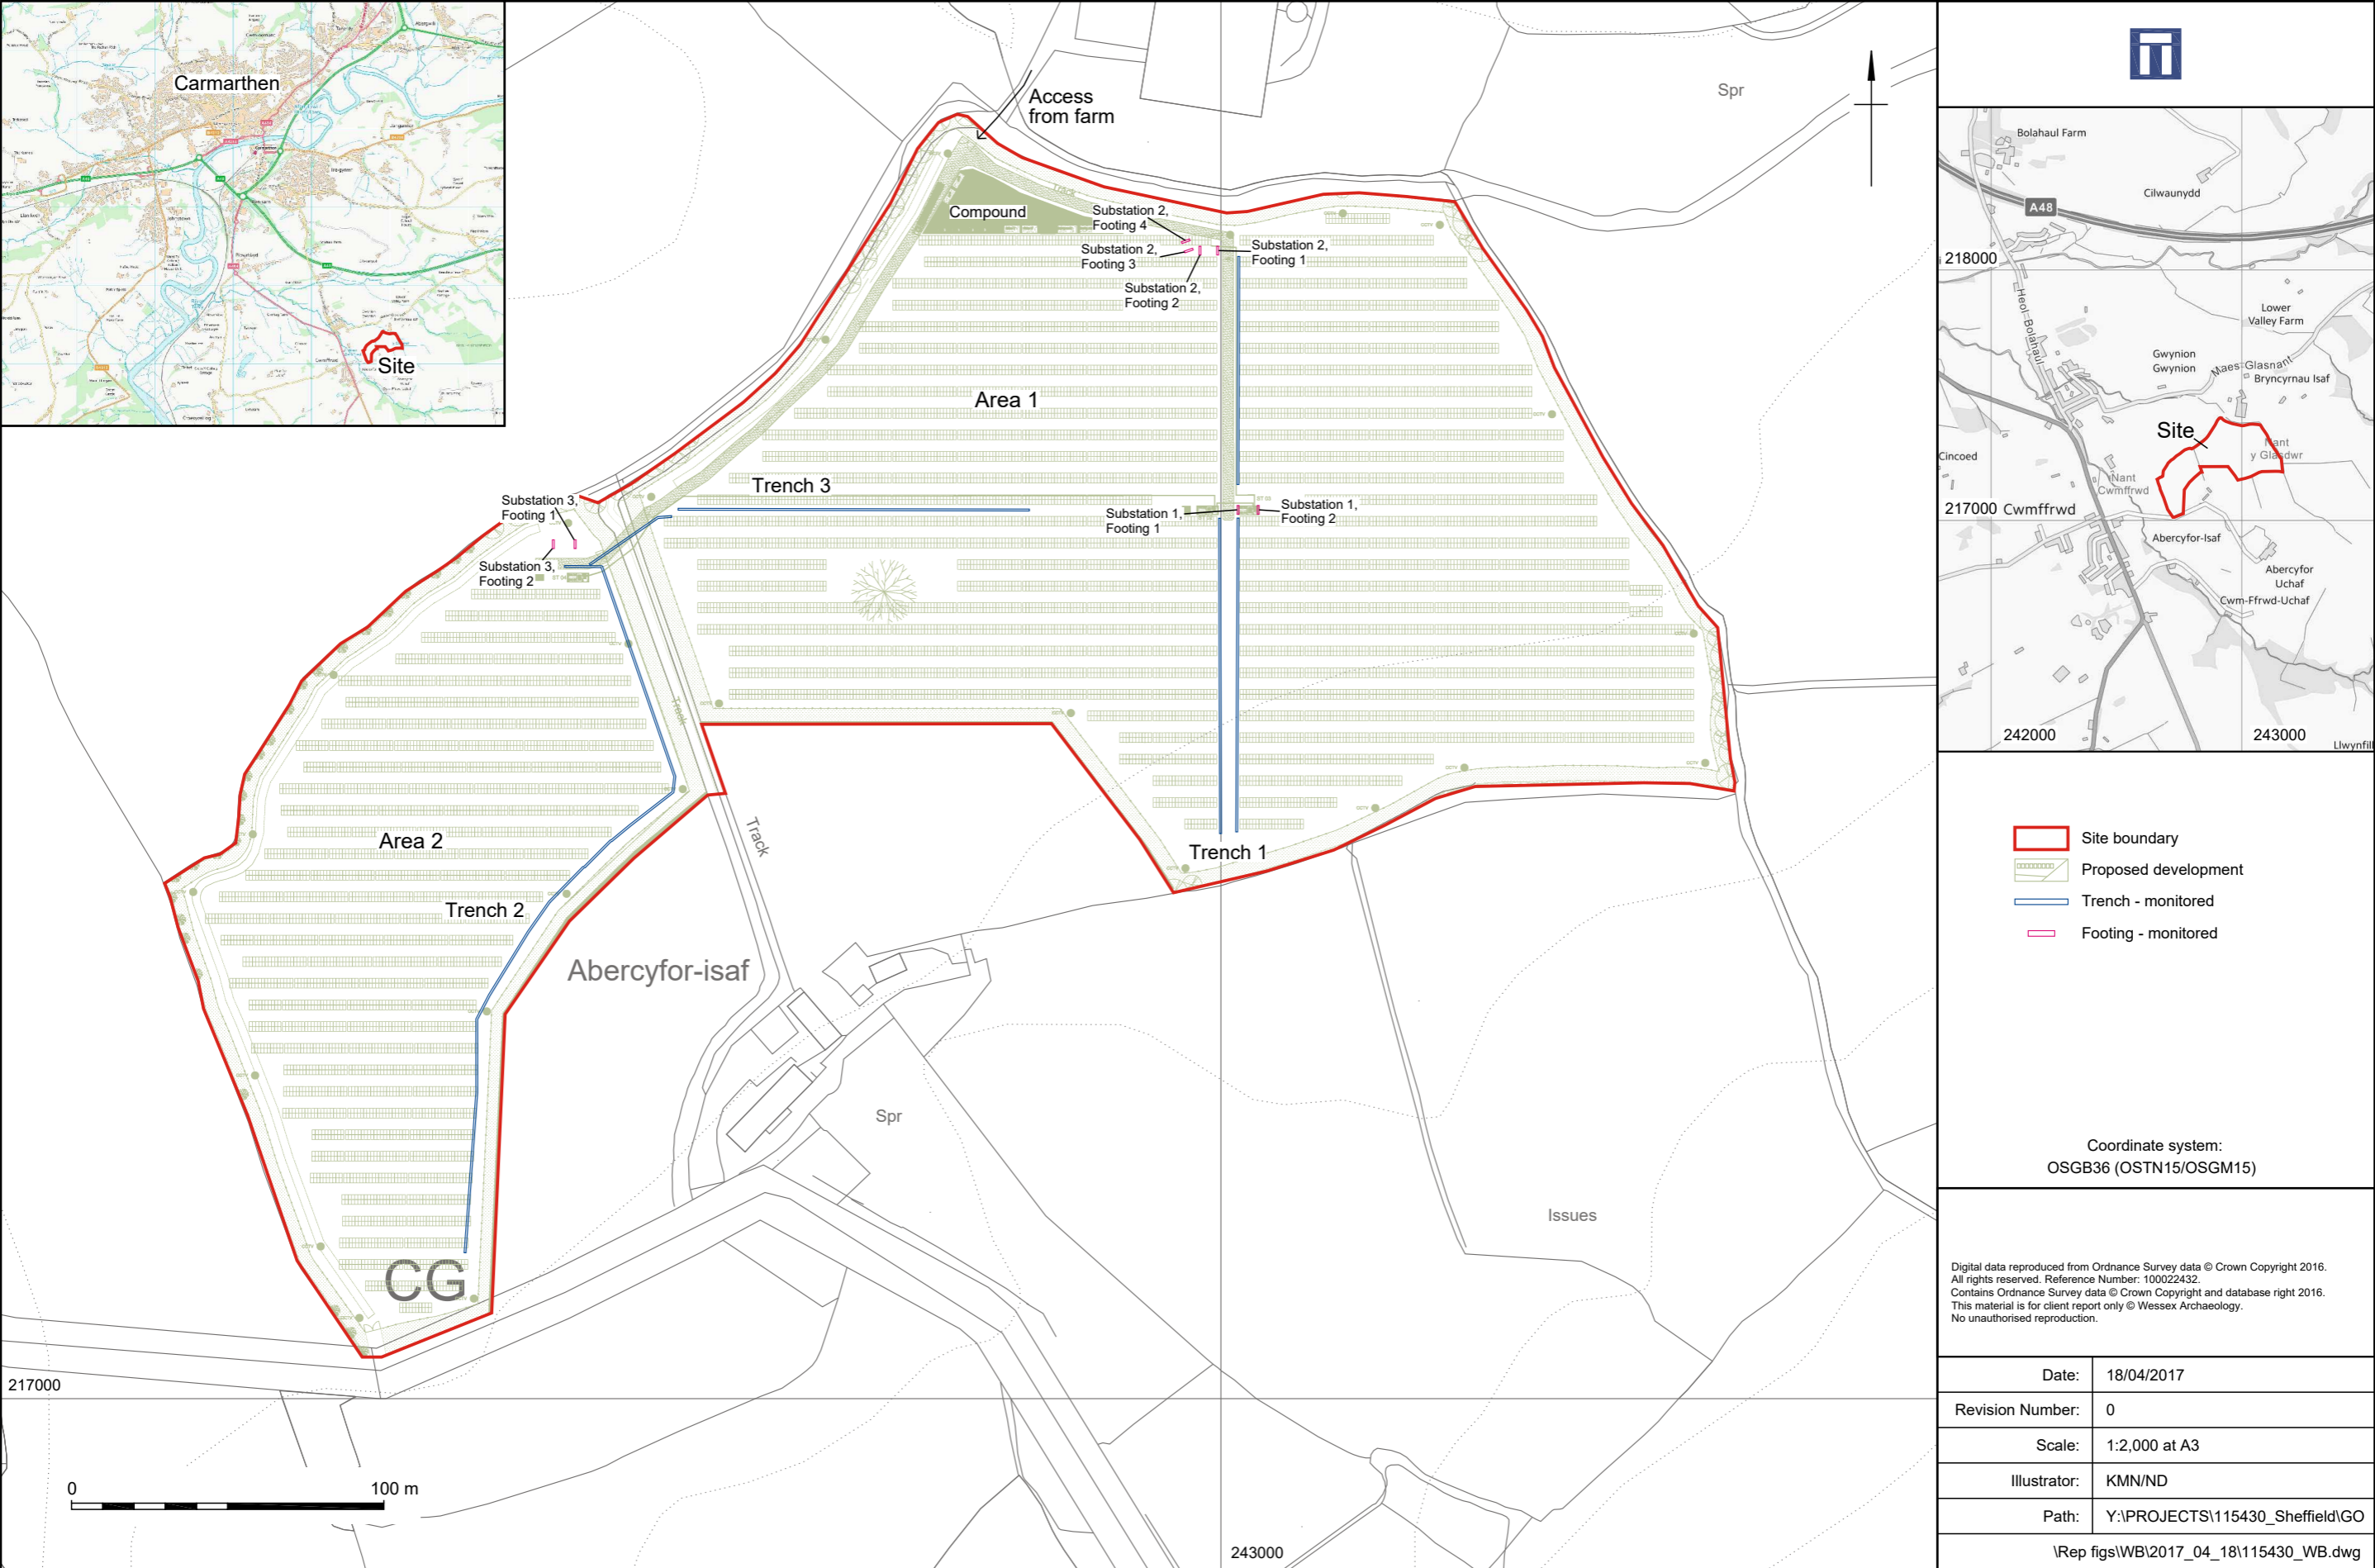 Carmarthen
Site
Access
from farm
Spr
Track
Compound
Substation 2,
Footing 4
Substation 2,
Footing 3
Substation 2,
Footing 2
Substation 2,
Footing 1
Area 1
Trench 3
Substation 3,
Footing 1
Substation 3,
Footing 2
Substation 1,
Footing 1
Substation 1,
Footing 2
Track
Area 2
Trench 2
Track
Trench 1
Abercyfor-isaf
Spr
Issues
CG
217000
243000
0
100 m
Bolahaul Farm
Cilwaunydd
A48
218000
Heol-Bolahaul
Lower
Valley Farm
Gwynion
Gwynion
Maes-Glasnant
Bryncyrnau Isaf
Site
Nant
y Glasdwr
Cincoed
Nant
Cwmffrwd
217000
Cwmffrwd
Abercyfor-Isaf
Abercyfor
Uchaf
Cwm-Ffrwd-Uchaf
242000
243000
Llwynfill
Site boundary
Proposed development
Trench - monitored
Footing - monitored
Coordinate system:
OSGB36 (OSTN15/OSGM15)
Digital data reproduced from Ordnance Survey data © Crown Copyright 2016.
All rights reserved. Reference Number: 100022432.
Contains Ordnance Survey data © Crown Copyright and database right 2016.
This material is for client report only © Wessex Archaeology.
No unauthorised reproduction.
Date: 18/04/2017
Revision Number: 0
Scale: 1:2,000 at A3
Illustrator: KMN/ND
Path: Y:\PROJECTS\115430_Sheffield\GO
\Rep figs\WB\2017_04_18\115430_WB.dwg